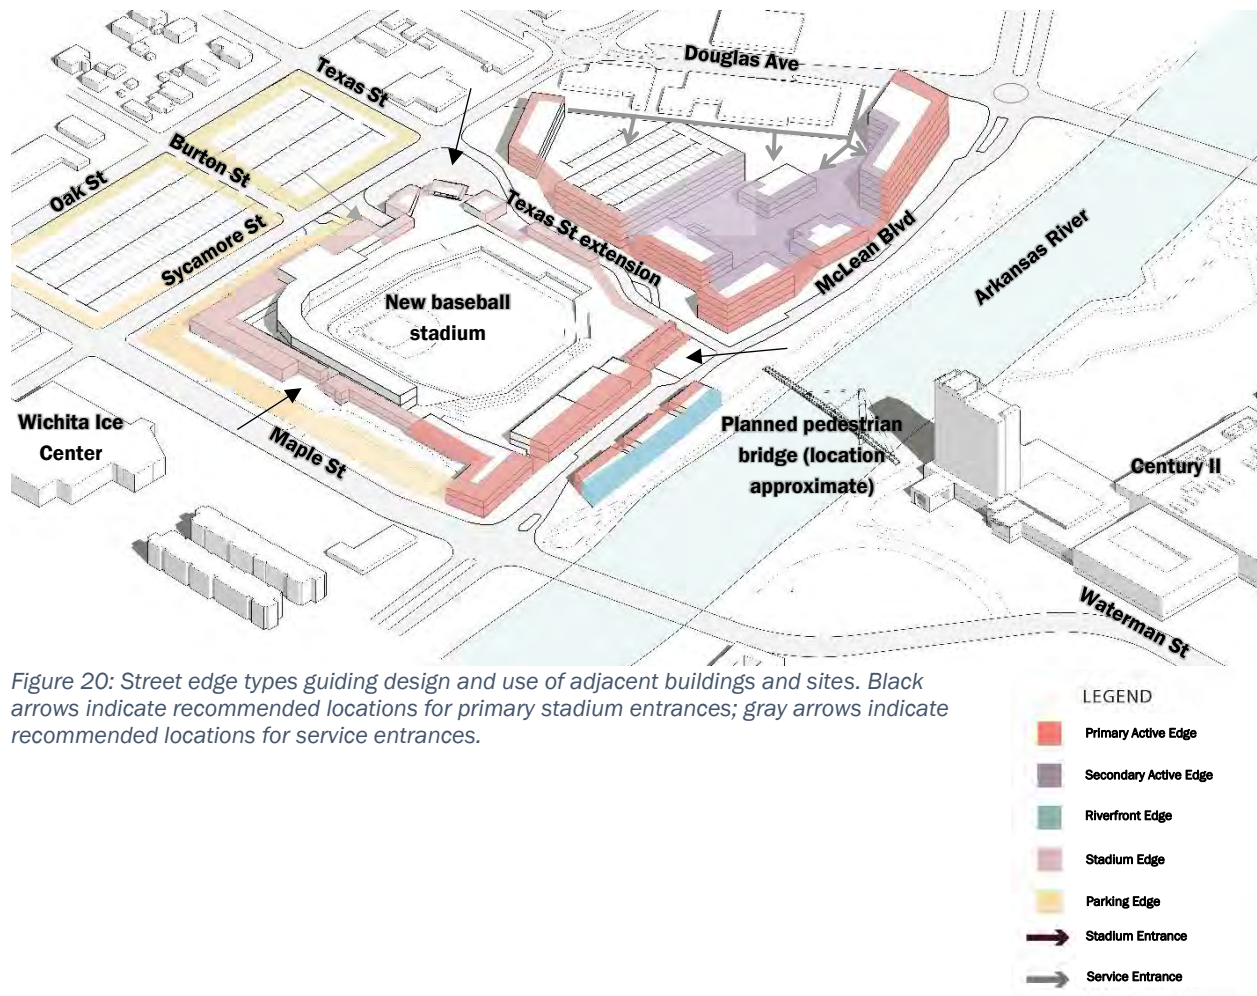 Douglas Ave
Texas St
Burton St
Oak St
Sycamore St
Texas St extension
McLean Blvd
Arkansas River
New baseball
stadium
Wichita Ice
Center
Maple St
Planned pedestrian
bridge (location
approximate)
Century II
Waterman St
Figure 20: Street edge types guiding design and use of adjacent buildings and sites. Black
arrows indicate recommended locations for primary stadium entrances; gray arrows indicate
recommended locations for service entrances.
LEGEND
Primary Active Edge
Secondary Active Edge
Riverfront Edge
Stadium Edge
Parking Edge
Stadium Entrance
Service Entrance